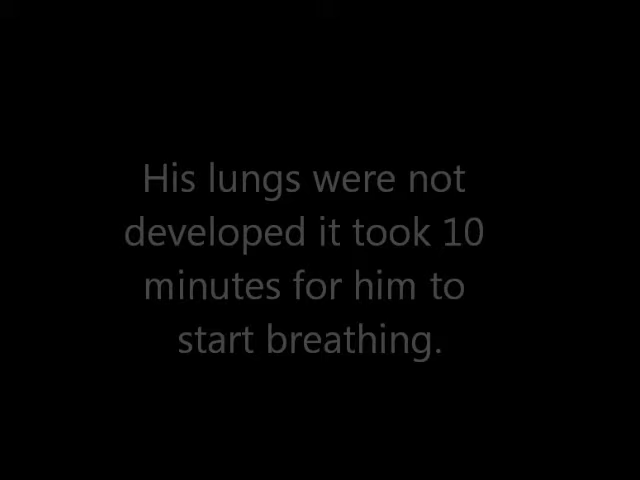 His lungs were not
developed it took 10
minutes for him to
start breathing.